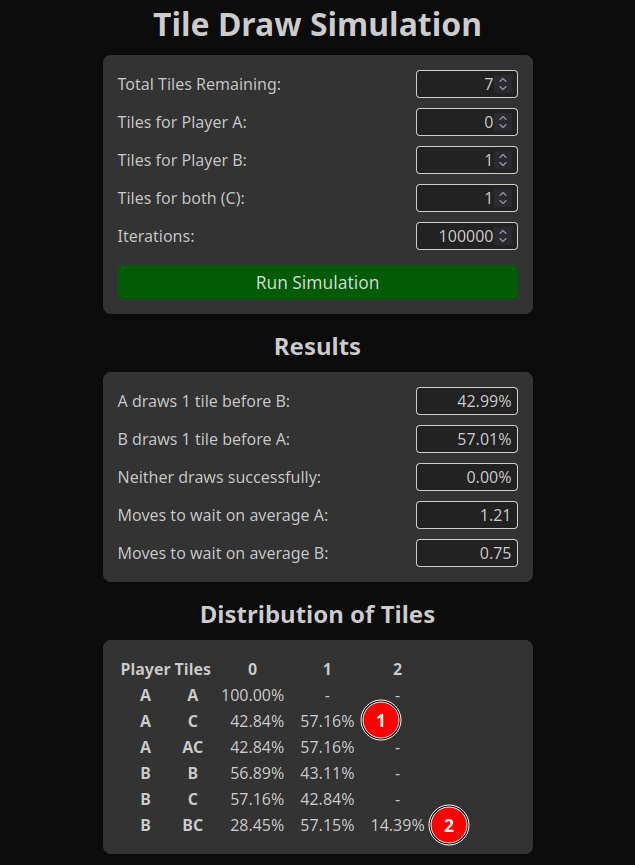 Tile Draw Simulation
Total Tiles Remaining: 7
Tiles for Player A: 0
Tiles for Player B: 1
Tiles for both (C): 1
Iterations: 100000
Run Simulation
Results
A draws 1 tile before B: 42.99%
B draws 1 tile before A: 57.01%
Neither draws successfully: 0.00%
Moves to wait on average A: 1.21
Moves to wait on average B: 0.75
Distribution of Tiles
Player Tiles 0 1 2
A A 100.00% - -
A C 42.84% 57.16% - 1
A AC 42.84% 57.16% -
B B 56.89% 43.11% -
B C 57.16% 42.84% -
B BC 28.45% 57.15% 14.39% 2